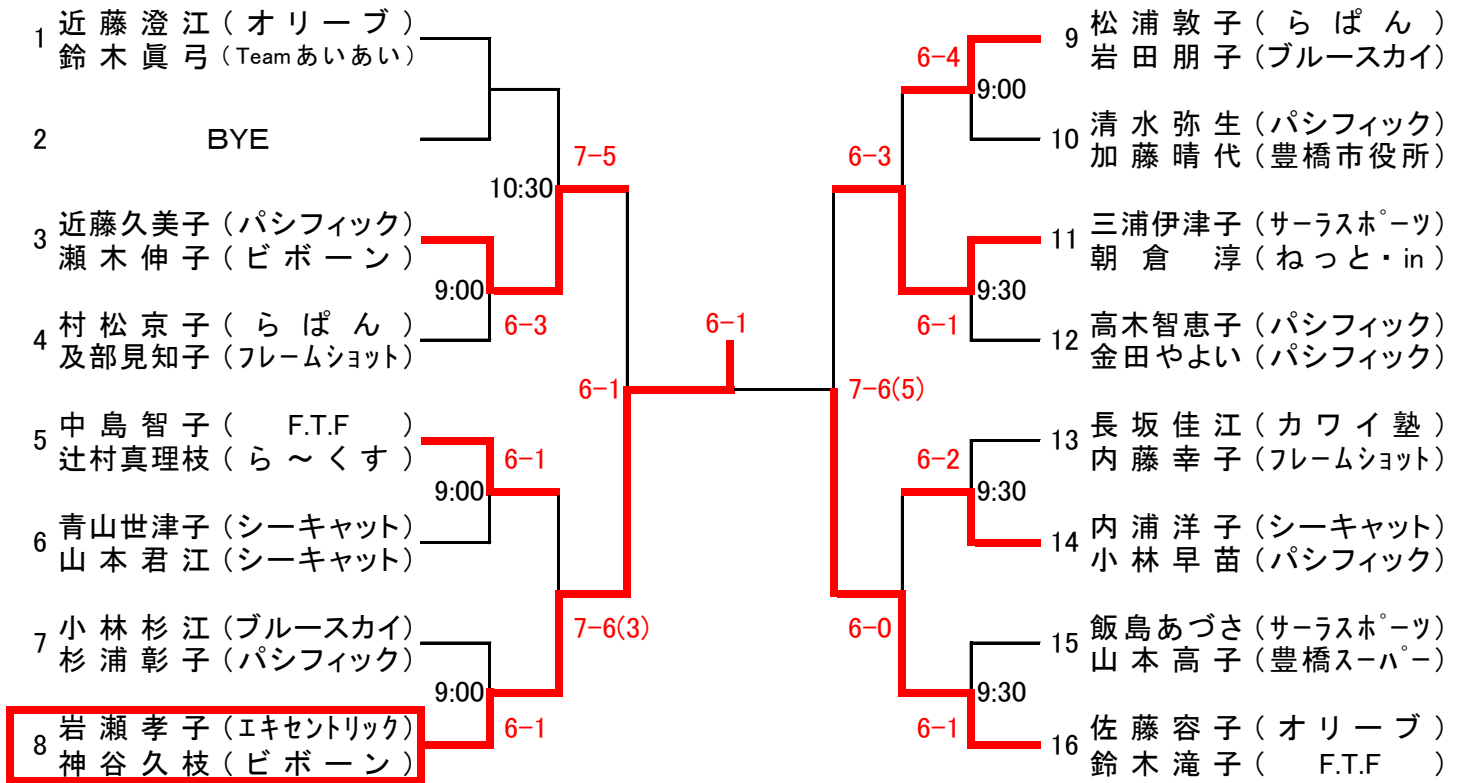 1 近藤澄江(オリーブ)
鈴木眞弓(Teamあいあい)
2 BYE
3 近藤久美子(パシフィック)
瀬木伸子(ビボーン)
4 村松京子(らぱん)
及部見知子(フレームショット)
5 中島智子( F.T.F )
辻村真理枝(ら~くす)
6 青山世津子(シーキャット)
山本君江(シーキャット)
7 小林杉江(ブルースカイ)
杉浦彰子(パシフィック)
8 岩瀬孝子(エキセントリック)
神谷久枝(ビボーン)
10:30
7-5
9:00
6-3
9:00
6-1
9:00
6-1
7-6(3)
6-1
6-1
7-6(5)
6-3
6-0
6-4
9:00
6-1
9:30
6-2
9:30
6-1
9:30
9 松浦敦子(らぱん)
岩田朋子(ブルースカイ)
10 清水弥生(パシフィック)
加藤晴代(豊橋市役所)
11 三浦伊津子(サーラスポーツ)
朝倉 淳(ねっと・in)
12 高木智恵子(パシフィック)
金田やよい(パシフィック)
13 長坂佳江(カワイ塾)
内藤幸子(フレームショット)
14 内浦洋子(シーキャット)
小林早苗(パシフィック)
15 飯島あづさ(サーラスポーツ)
山本高子(豊橋スーパー)
16 佐藤容子(オリーブ)
鈴木滝子( F.T.F )